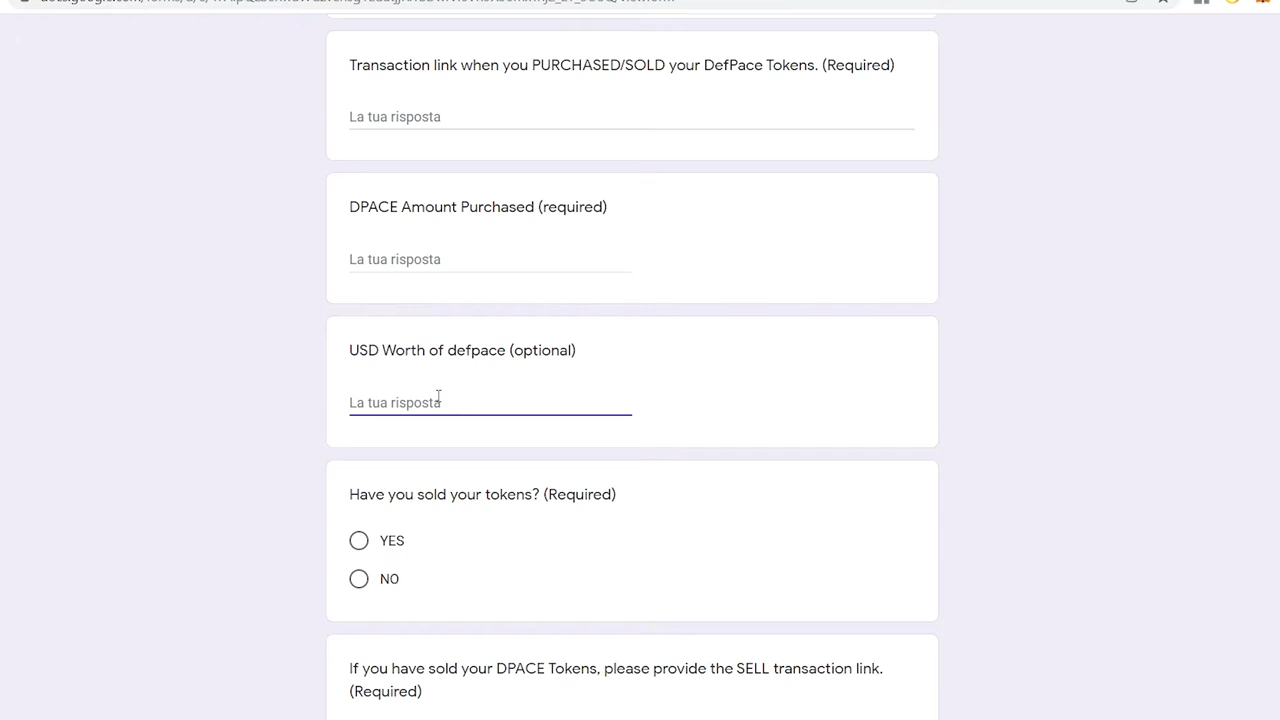 Transaction link when you PURCHASED/SOLD your DefPace Tokens. (Required)
La tua risposta
DPACE Amount Purchased (required)
La tua risposta
USD Worth of defpace (optional)
La tua risposta
Have you sold your tokens? (Required)
YES
NO
If you have sold your DPACE Tokens, please provide the SELL transaction link.
(Required)